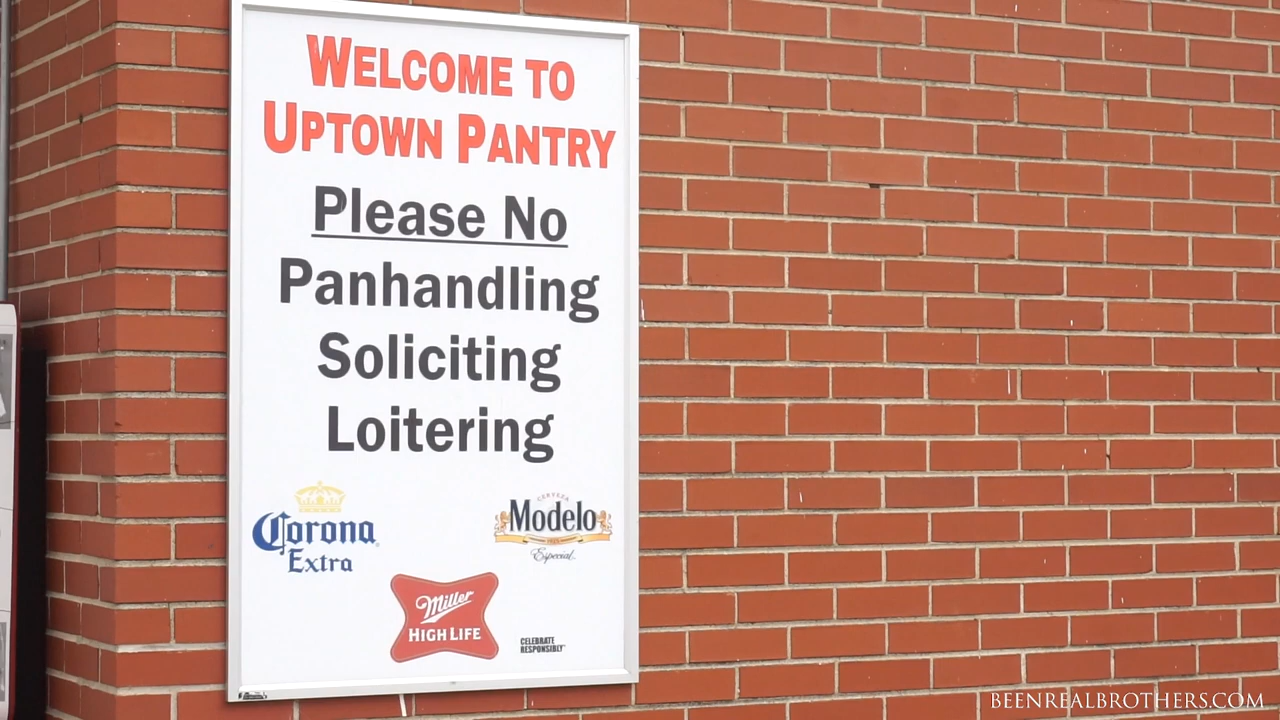 WELCOME TO
UPTOWN PANTRY
Please No
Panhandling
Soliciting
Loitering
Corona
Extra
CERVEZA
Modelo
Especial
Miller
HIGH LIFE
CELEBRATE
RESPONSIBLY
BEENREALBROTHERS.COM